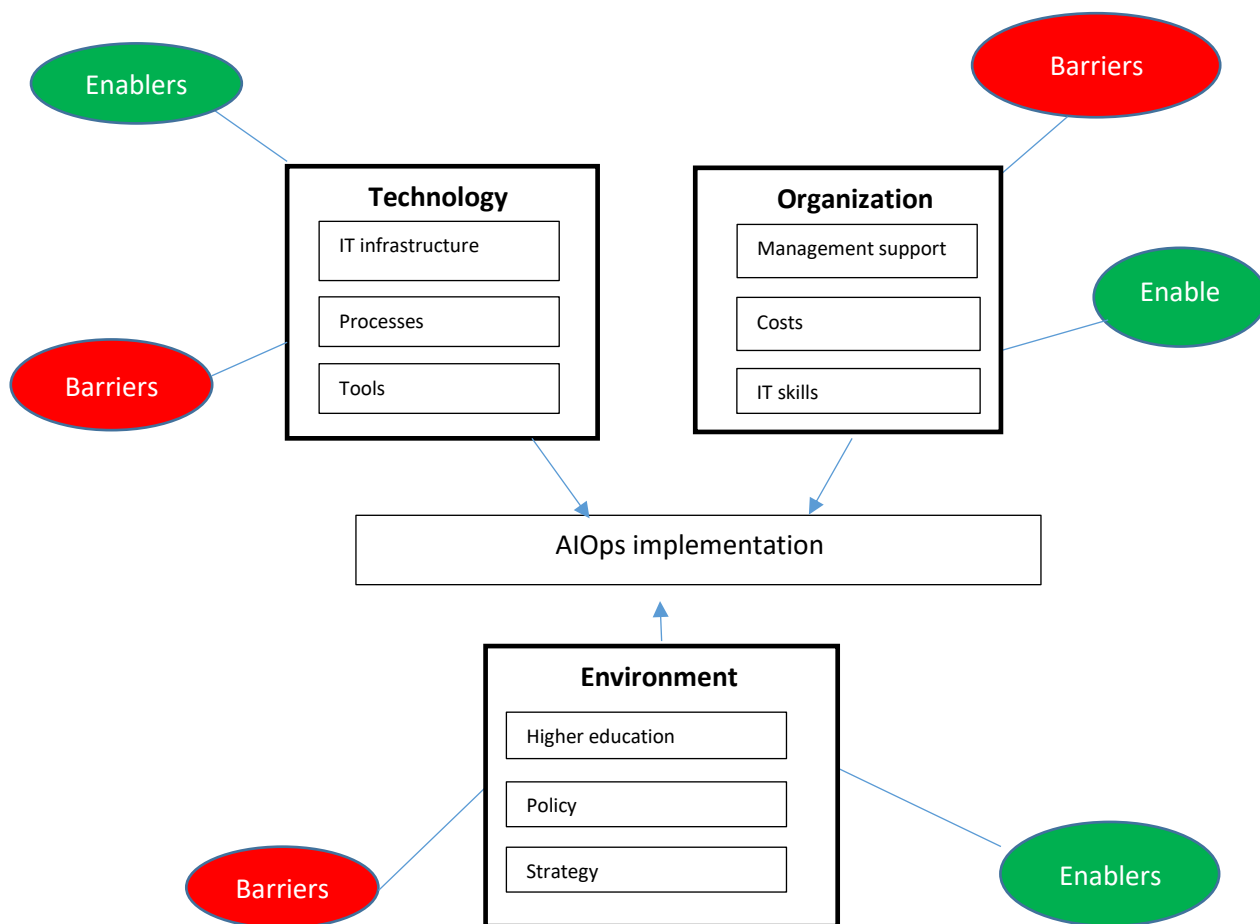 Enablers
Barriers
Technology
IT infrastructure
Processes
Tools
Barriers
Organization
Management support
Costs
IT skills
Enable
AIOps implementation
Environment
Higher education
Policy
Strategy
Barriers
Enablers